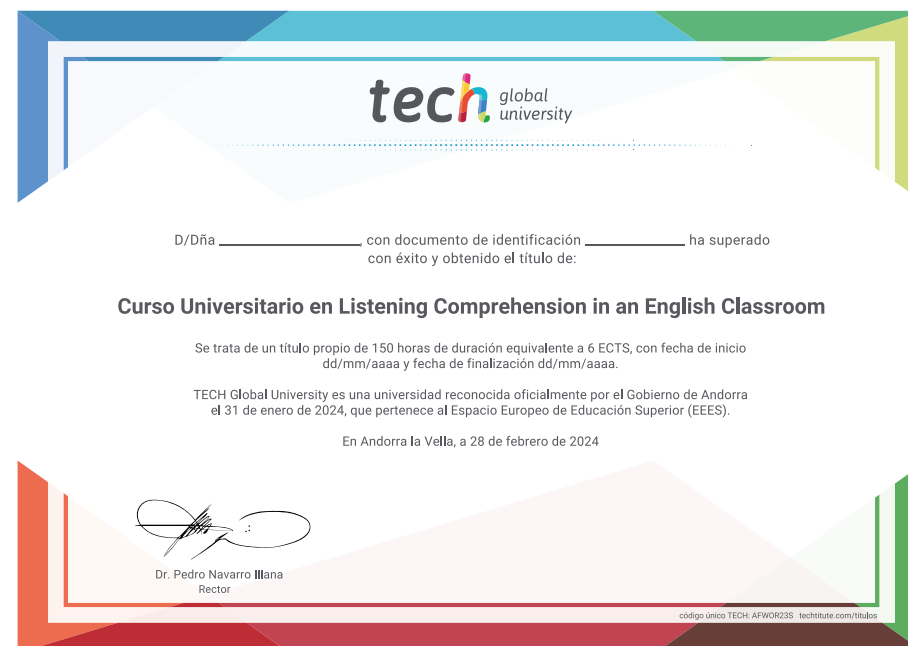 tech global university
D/Dña ________________, con documento de identificación ____________ ha superado
con éxito y obtenido el título de:
Curso Universitario en Listening Comprehension in an English Classroom
Se trata de un título propio de 150 horas de duración equivalente a 6 ECTS, con fecha de inicio
dd/mm/aaaa y fecha de finalización dd/mm/aaaa.
TECH Global University es una universidad reconocida oficialmente por el Gobierno de Andorra
el 31 de enero de 2024, que pertenece al Espacio Europeo de Educación Superior (EEES).
En Andorra la Vella, a 28 de febrero de 2024
Dr. Pedro Navarro Illana
Rector
código único TECH: AFWOR23S techtitute.com/titulos